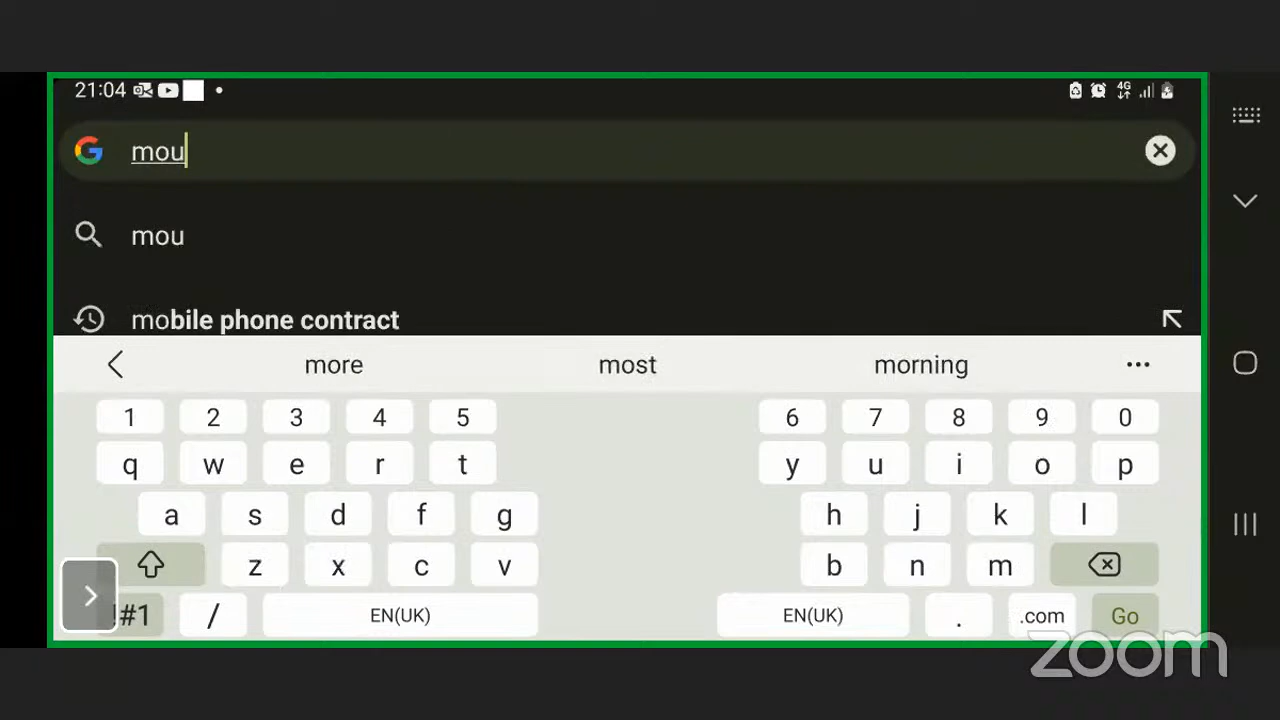 21:04 4G
mou
mou
mobile phone contract
more most morning
1 2 3 4 5 6 7 8 9 0
q w e r t y u i o p
a s d f g h j k l
z x c v b n m
!#1 / EN(UK) EN(UK) . .com Go
zoom